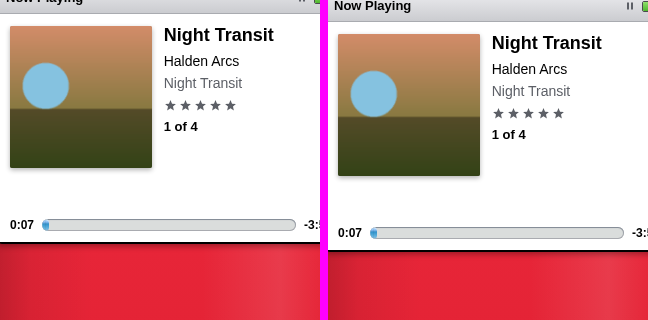 Now Playing
Night Transit
Halden Arcs
Night Transit
1 of 4
0:07
Now Playing
Night Transit
Halden Arcs
Night Transit
1 of 4
0:07